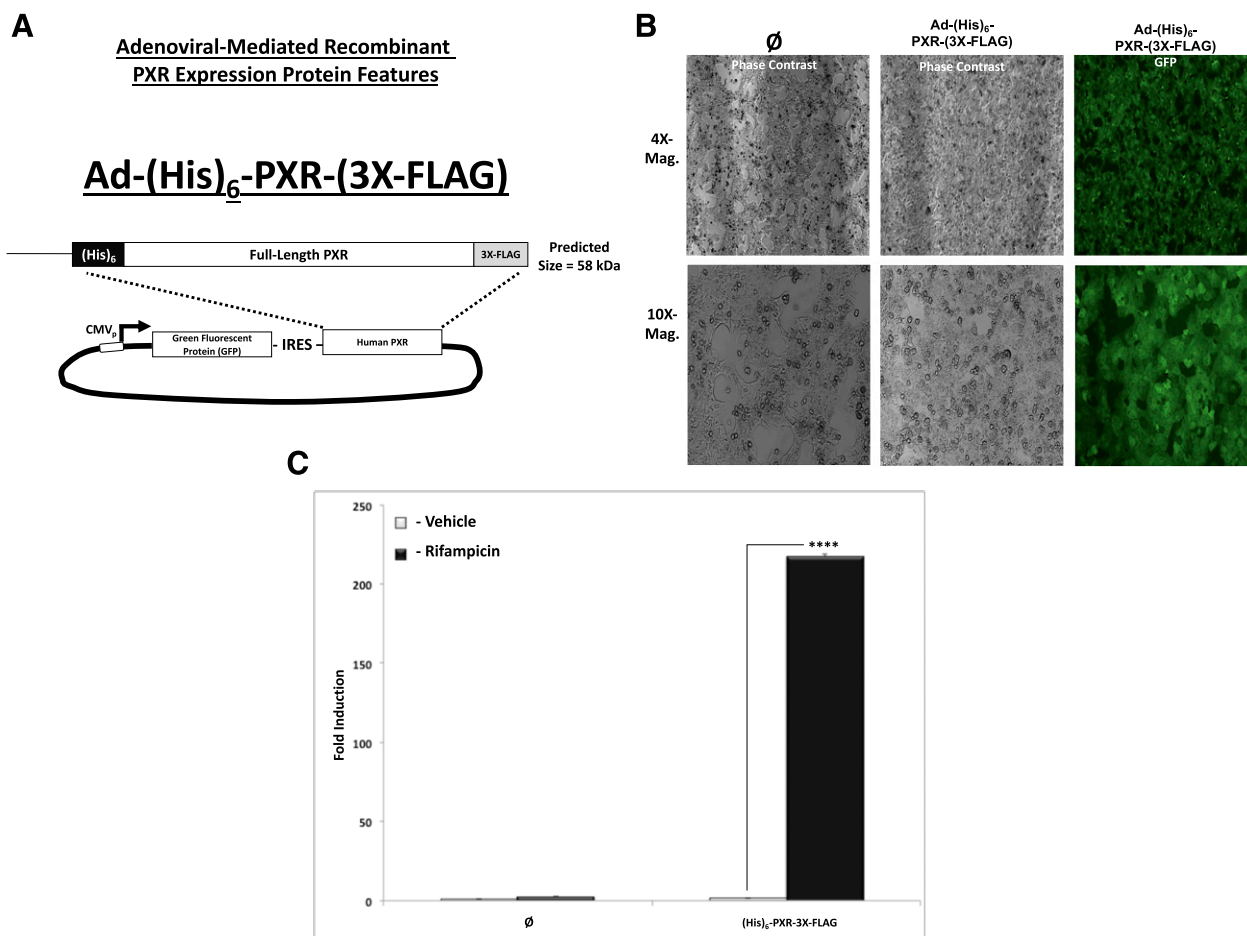 A
Adenoviral-Mediated Recombinant
PXR Expression Protein Features
Ad-(His)6-PXR-(3X-FLAG)
(His)6
Full-Length PXR
3X-FLAG
Predicted
Size = 58 kDa
CMVp
Green Fluorescent
Protein (GFP)
- IRES -
Human PXR
B
Ø
Phase Contrast
Ad-(His)6-
PXR-(3X-FLAG)
Phase Contrast
Ad-(His)6-
PXR-(3X-FLAG)
GFP
4X-
Mag.
10X-
Mag.
C
Fold Induction
250
200
150
100
50
0
- Vehicle
- Rifampicin
****
Ø
(His)6-PXR-3X-FLAG